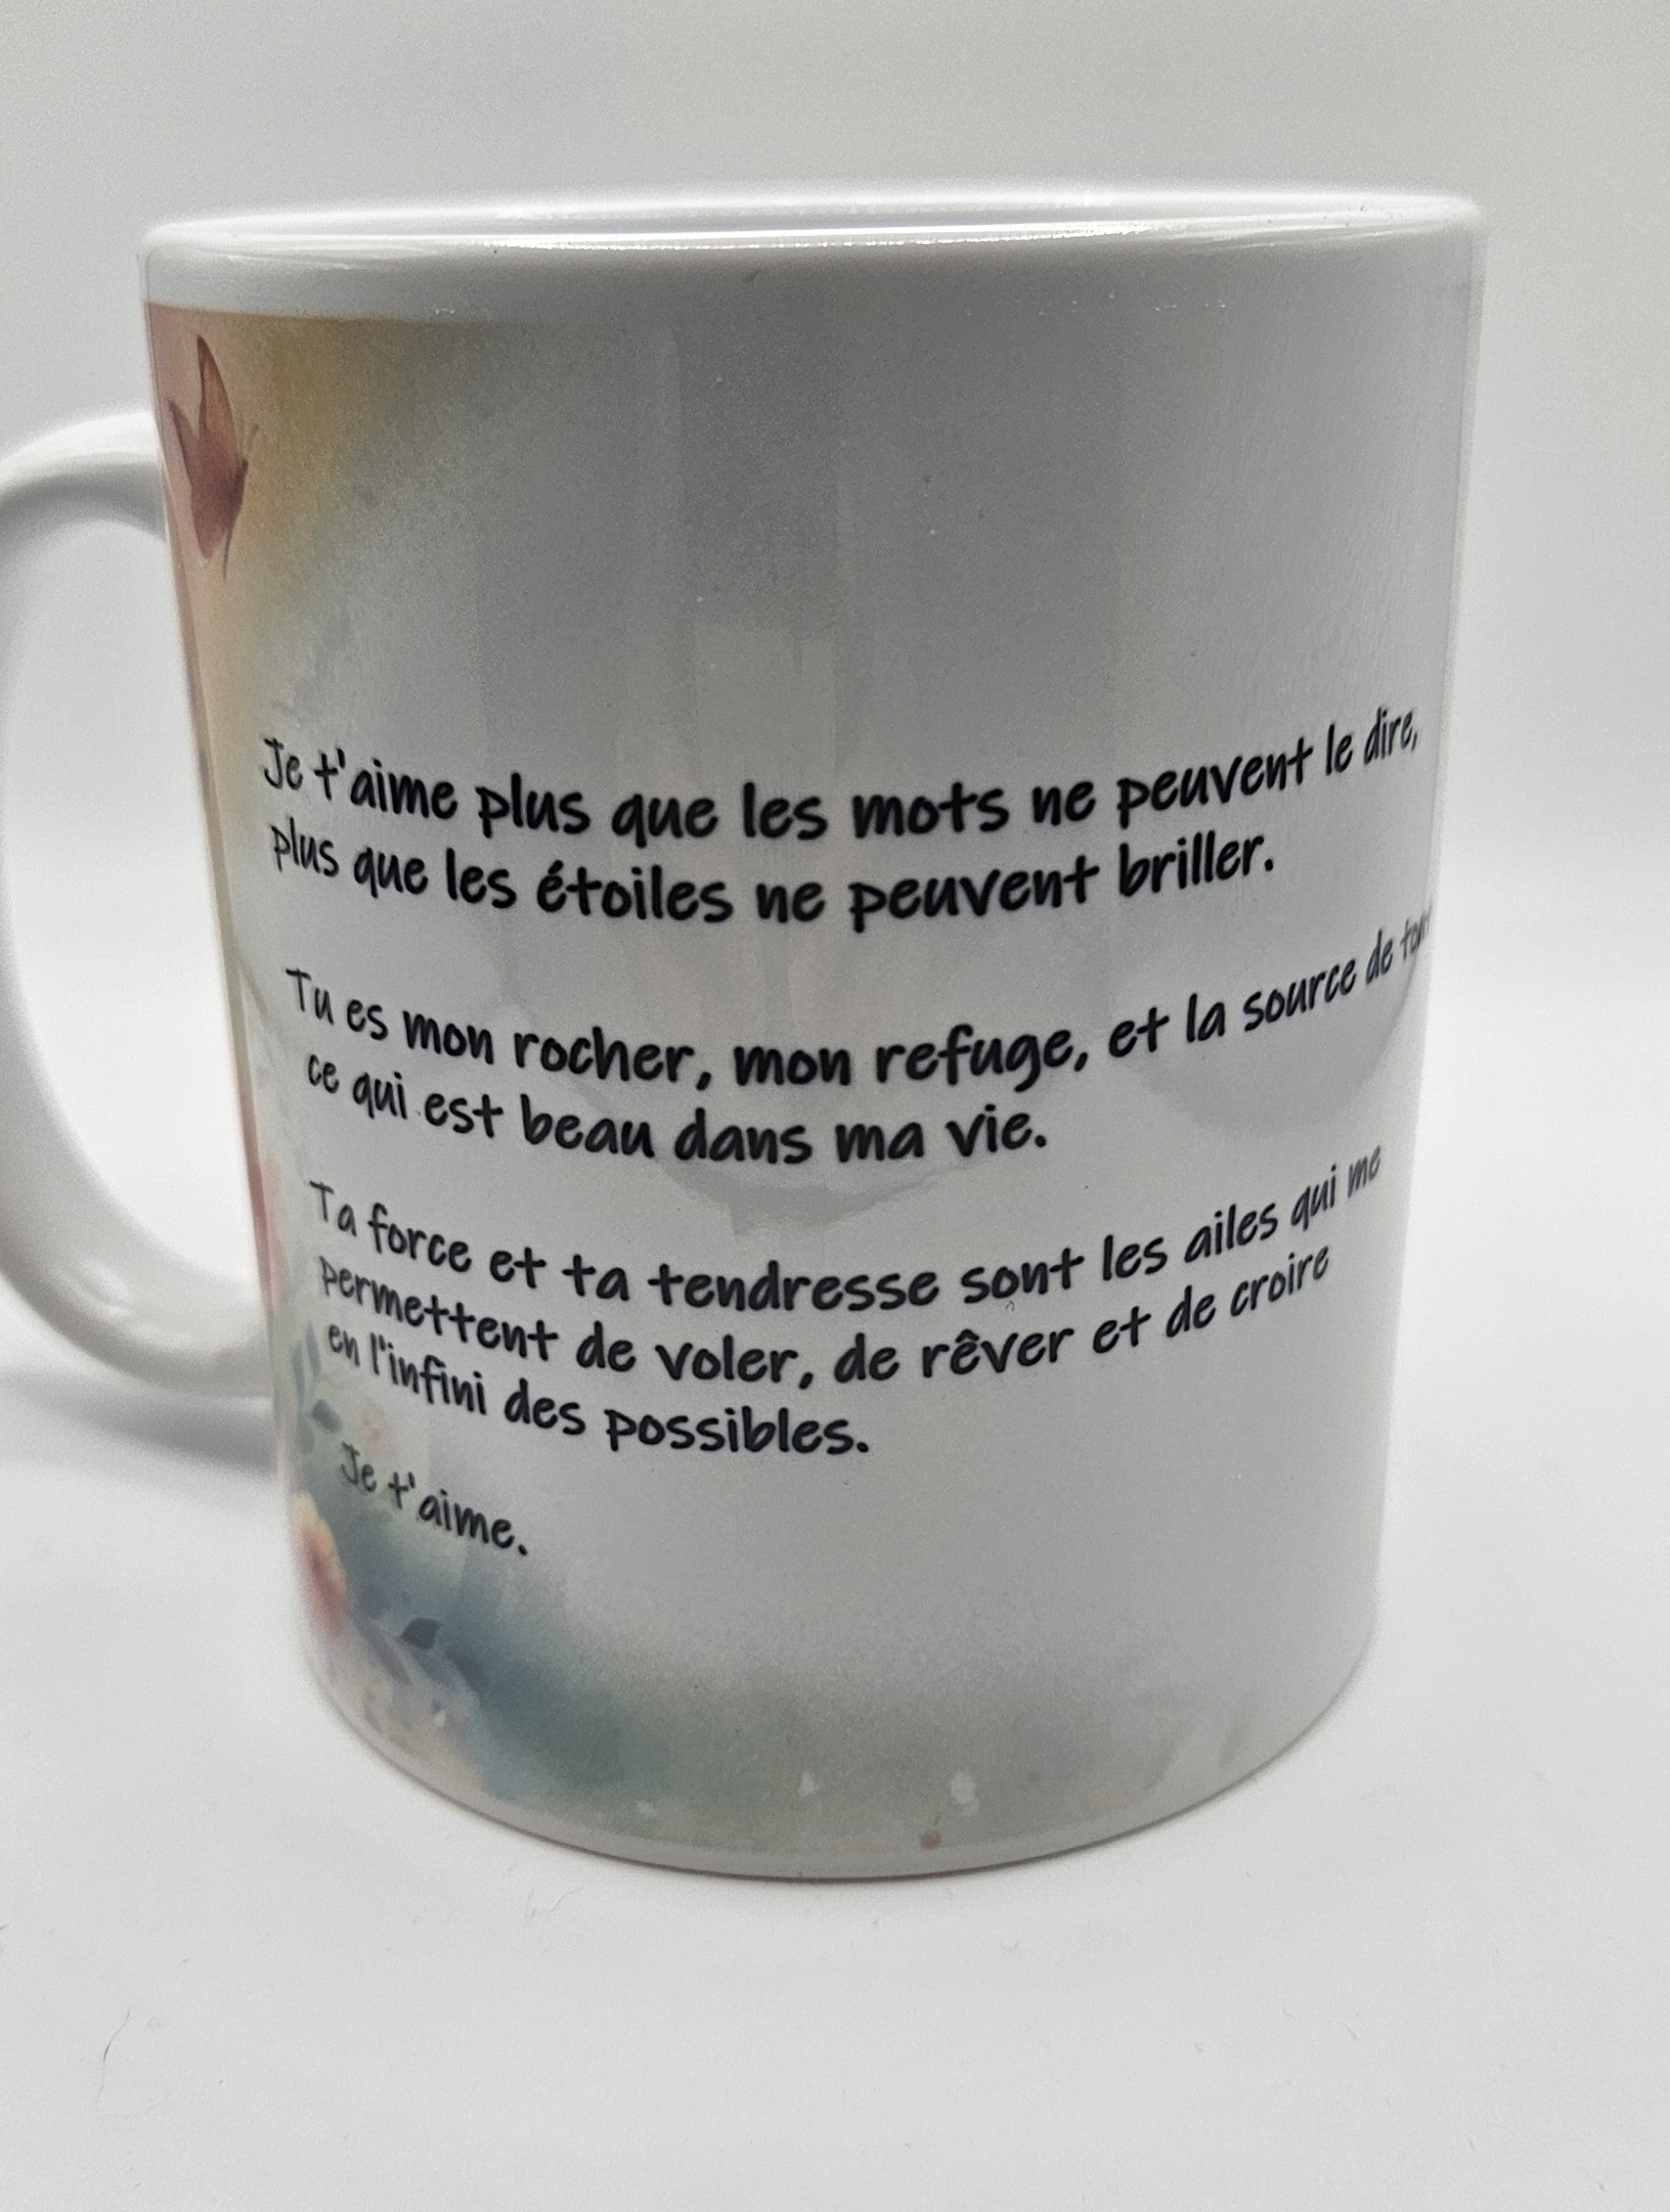 Je t'aime plus que les mots ne peuvent le dire,
plus que les étoiles ne peuvent briller.
Tu es mon rocher, mon refuge, et la source de tout
ce qui est beau dans ma vie.
Ta force et ta tendresse sont les ailes qui me
permettent de voler, de rêver et de croire
en l'infini des possibles.
Je t'aime.